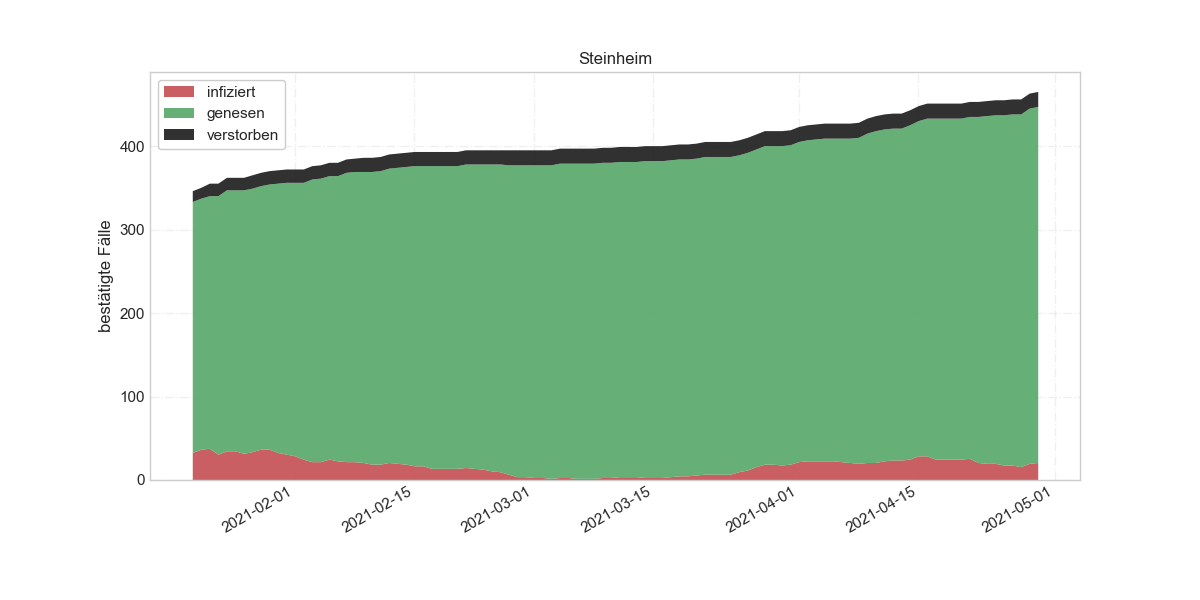 Steinheim
infiziert
genesen
verstorben
bestätigte Fälle
400
300
200
100
0
2021-02-01
2021-02-15
2021-03-01
2021-03-15
2021-04-01
2021-04-15
2021-05-01